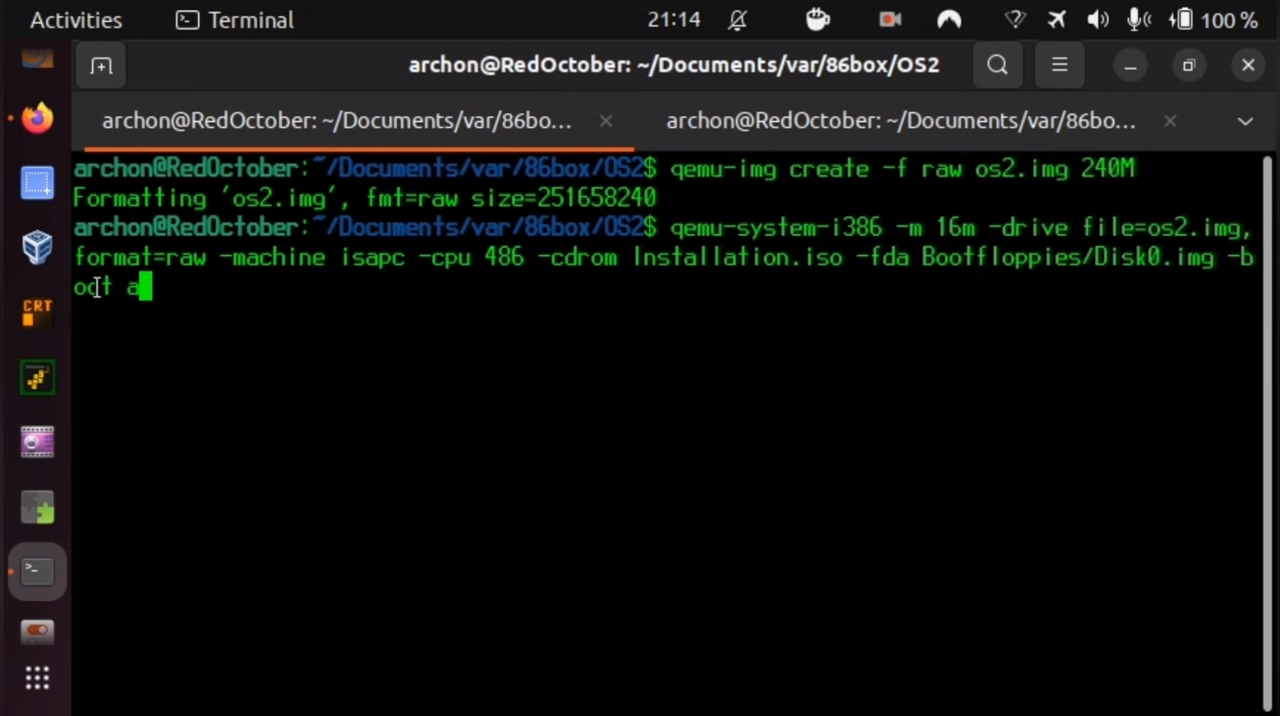 Activities
Terminal
21:14
100 %
archon@RedOctober: ~/Documents/var/86box/OS2
archon@RedOctober: ~/Documents/var/86bo...
archon@RedOctober: ~/Documents/var/86bo...
archon@RedOctober:~/Documents/var/86box/OS2$ qemu-img create -f raw os2.img 240M
Formatting 'os2.img', fmt=raw size=251658240
archon@RedOctober:~/Documents/var/86box/OS2$ qemu-system-i386 -m 16m -drive file=os2.img,
format=raw -machine isapc -cpu 486 -cdrom Installation.iso -fda Bootfloppies/Disk0.img -b
oot a
CRT